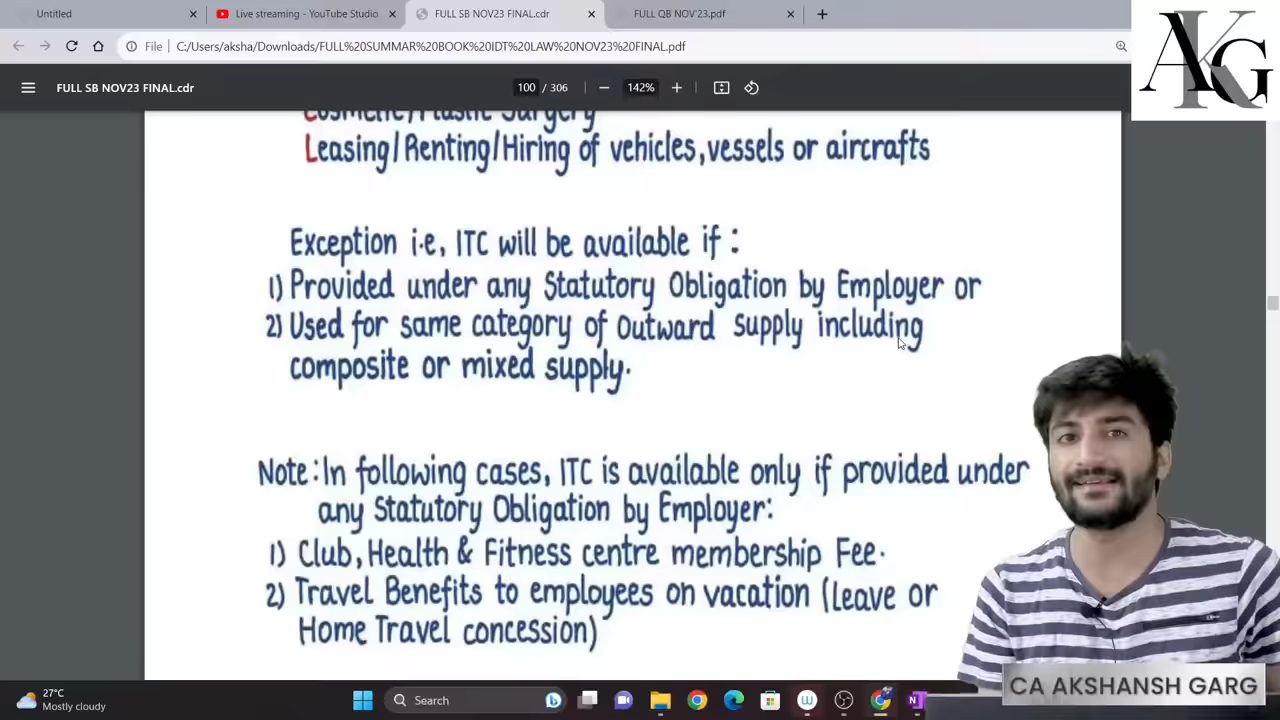 Untitled
Live streaming - YouTube Studio
FULL SB NOV23 FINAL.cdr
FULL QB NOV'23.pdf
File
C:/Users/aksha/Downloads/FULL%20SUMMAR%20BOOK%20IDT%20LAW%20NOV23%20FINAL.pdf
AKG
FULL SB NOV23 FINAL.cdr
100 / 306
142%
Cosmetic/Plastic Surgery
Leasing/Renting/Hiring of vehicles, vessels or aircrafts
Exception i.e, ITC will be available if :
1) Provided under any Statutory Obligation by Employer or
2) Used for same category of Outward supply including
composite or mixed supply.
Note: In following cases, ITC is available only if provided under
any Statutory Obligation by Employer:
1) Club, Health & Fitness centre membership Fee.
2) Travel Benefits to employees on vacation (Leave or
Home Travel concession)
CA AKSHANSH GARG
27°C
Mostly cloudy
Search